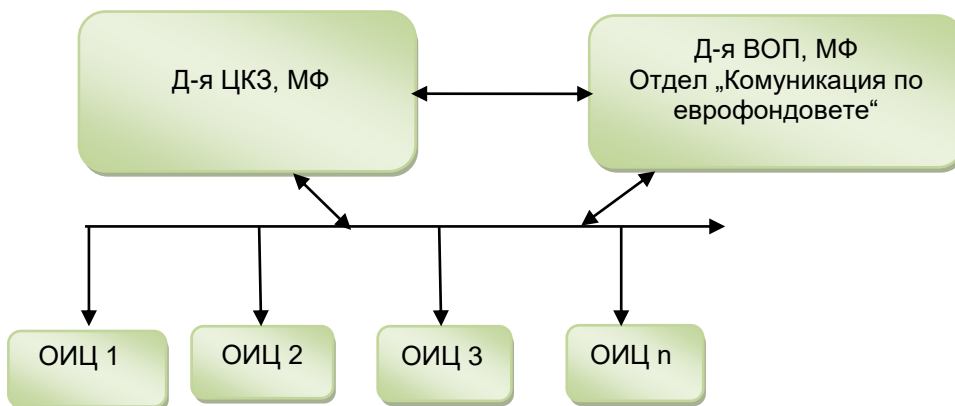 Д-я ЦКЗ, МФ
Д-я ВОП, МФ
Отдел „Комуникация по
еврофондовете“
ОИЦ 1
ОИЦ 2
ОИЦ 3
ОИЦ n